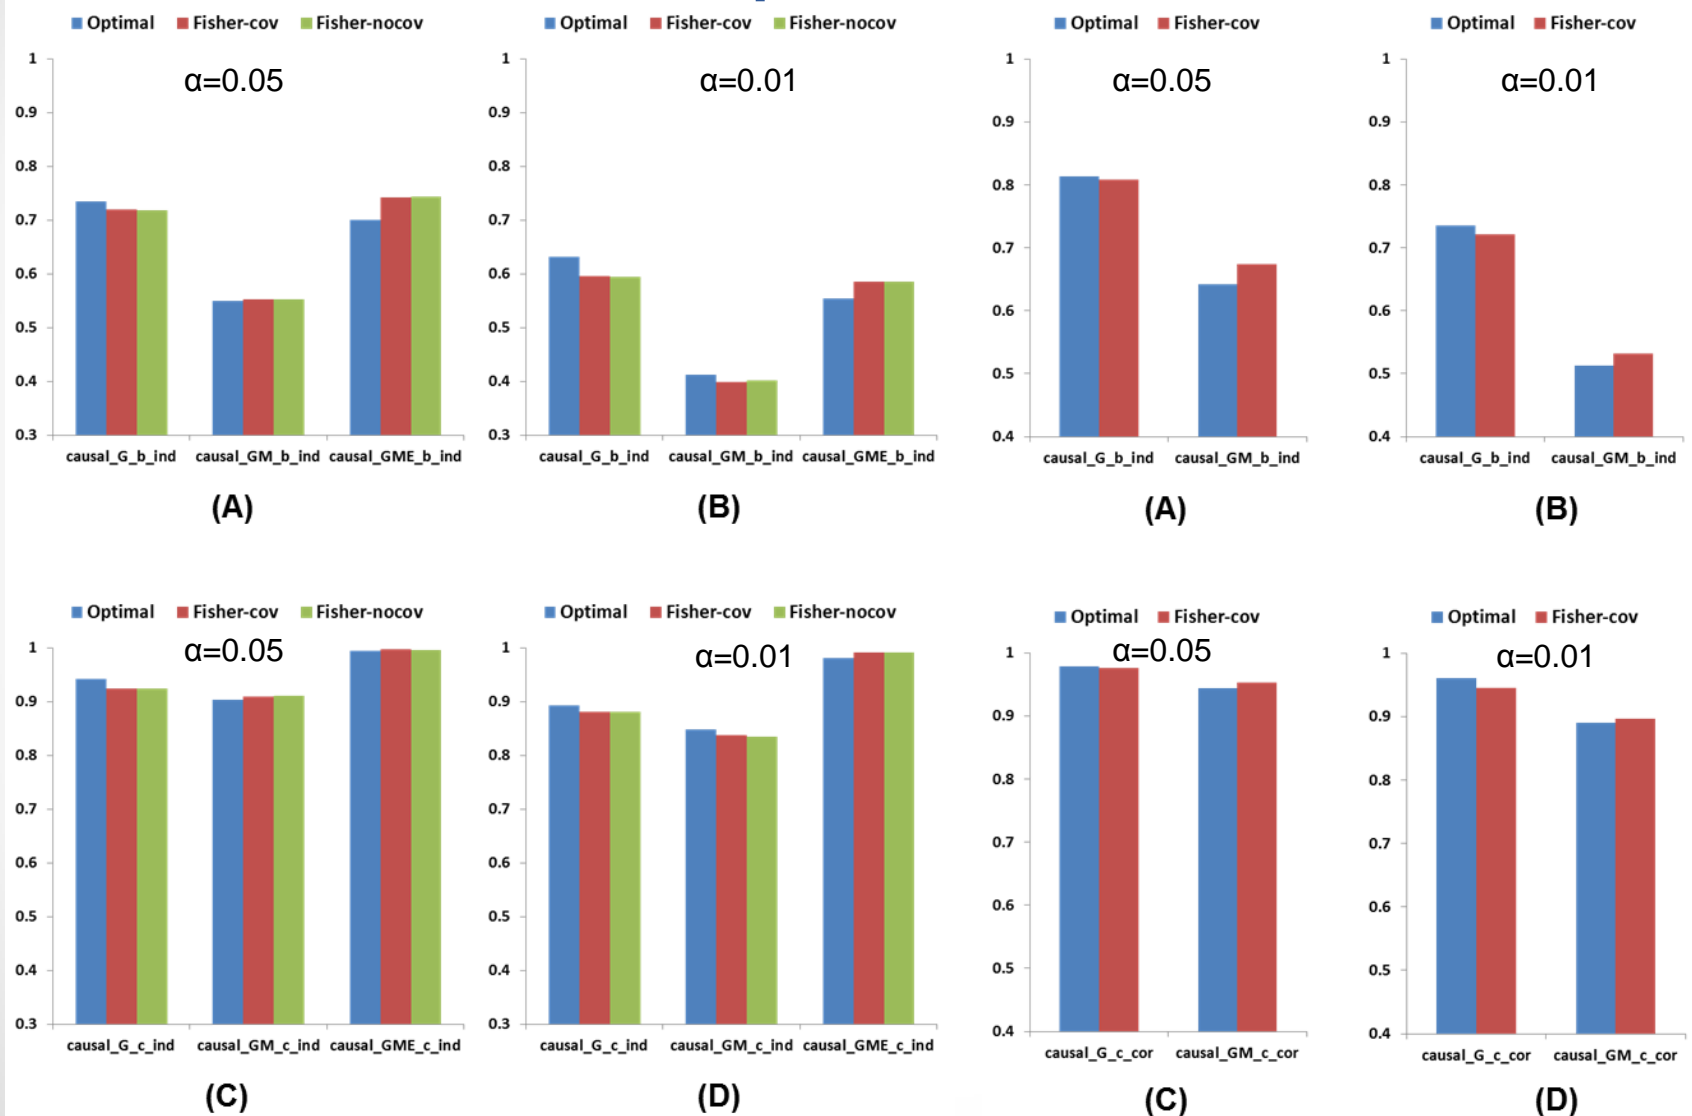 Optimal Fisher-cov Fisher-nocov
α=0.05
1
0.9
0.8
0.7
0.6
0.5
0.4
0.3
causal_G_b_ind causal_GM_b_ind causal_GME_b_ind
(A)
Optimal Fisher-cov Fisher-nocov
α=0.01
1
0.9
0.8
0.7
0.6
0.5
0.4
0.3
causal_G_b_ind causal_GM_b_ind causal_GME_b_ind
(B)
Optimal Fisher-cov
α=0.05
1
0.9
0.8
0.7
0.6
0.5
0.4
causal_G_b_ind causal_GM_b_ind
(A)
Optimal Fisher-cov
α=0.01
1
0.9
0.8
0.7
0.6
0.5
0.4
causal_G_b_ind causal_GM_b_ind
(B)
Optimal Fisher-cov Fisher-nocov
α=0.05
1
0.9
0.8
0.7
0.6
0.5
0.4
0.3
causal_G_c_ind causal_GM_c_ind causal_GME_c_ind
(C)
Optimal Fisher-cov Fisher-nocov
α=0.01
1
0.9
0.8
0.7
0.6
0.5
0.4
0.3
causal_G_c_ind causal_GM_c_ind causal_GME_c_ind
(D)
Optimal Fisher-cov
α=0.05
1
0.9
0.8
0.7
0.6
0.5
0.4
causal_G_c_cor causal_GM_c_cor
(C)
Optimal Fisher-cov
α=0.01
1
0.9
0.8
0.7
0.6
0.5
0.4
causal_G_c_cor causal_GM_c_cor
(D)